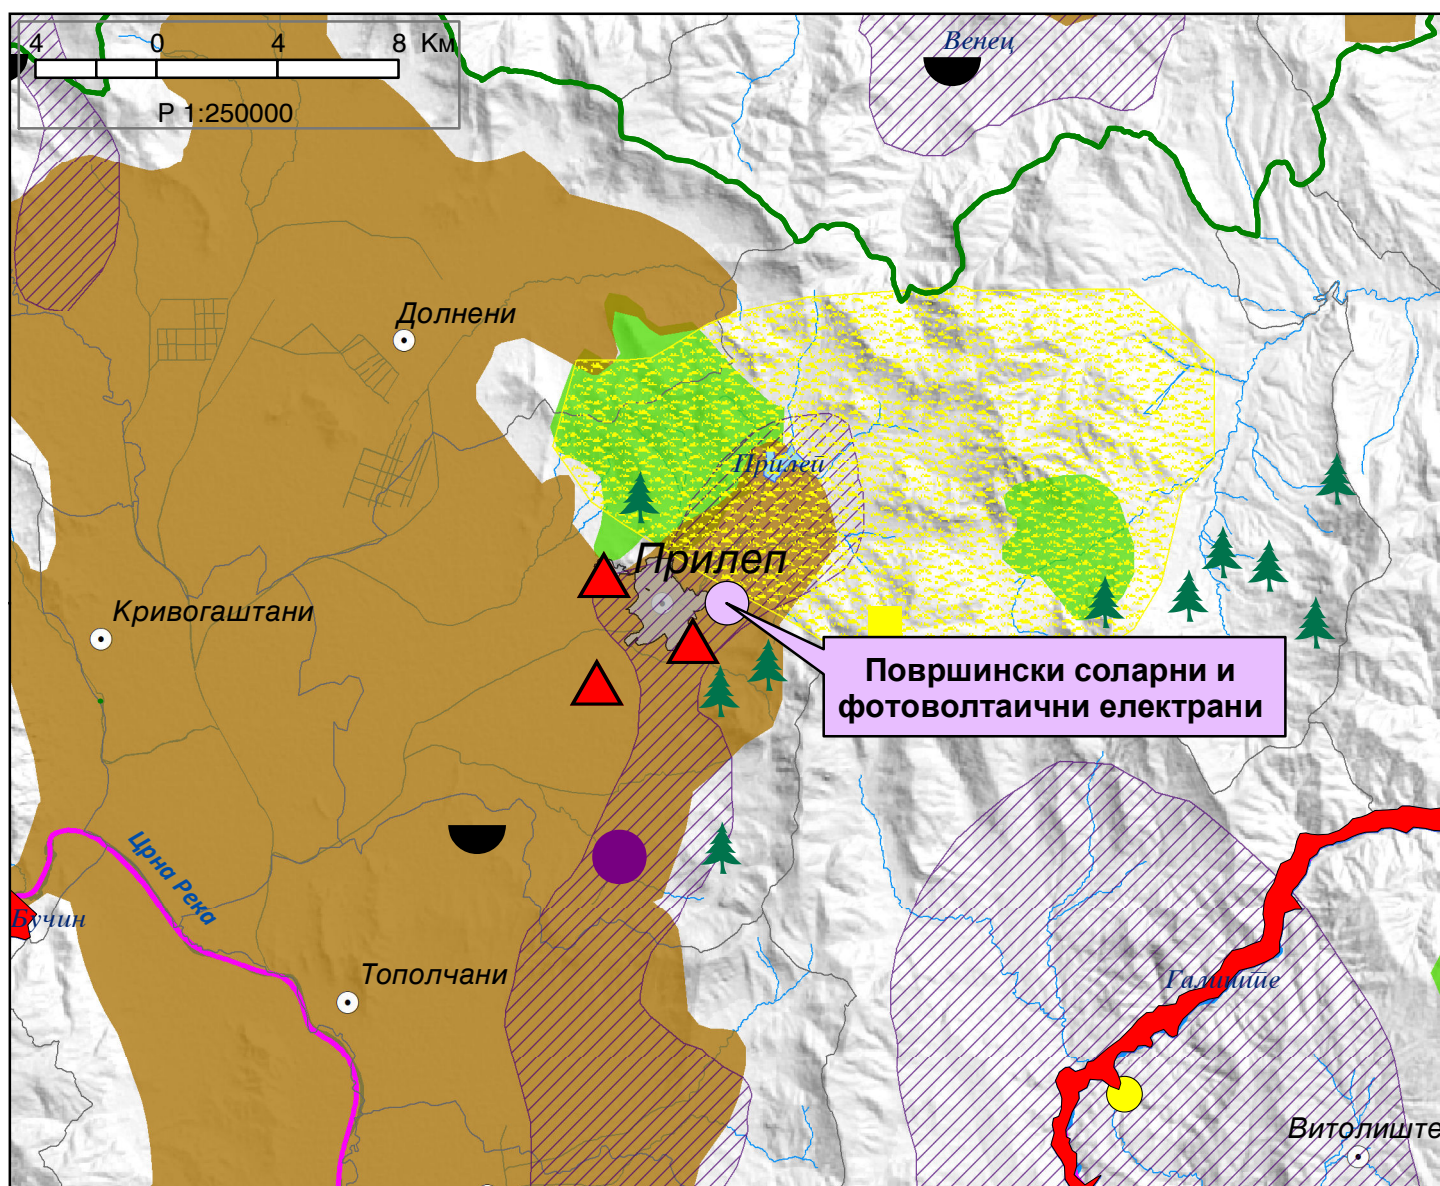 4 0 4 8 Км
Р 1:250000
Венец
Долнени
Прилеп
Прилеп
Кривогаштани
Површински соларни и
фотоволтаични електрани
Црна Река
Бучин
Тополчани
Галиште
Витолиште